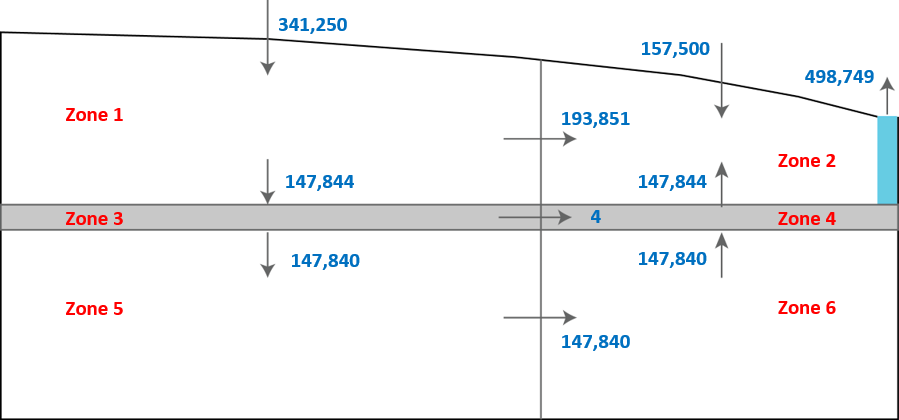 341,250
157,500
498,749
Zone 1
193,851
Zone 2
147,844
147,844
Zone 3
4
Zone 4
147,840
147,840
Zone 5
Zone 6
147,840